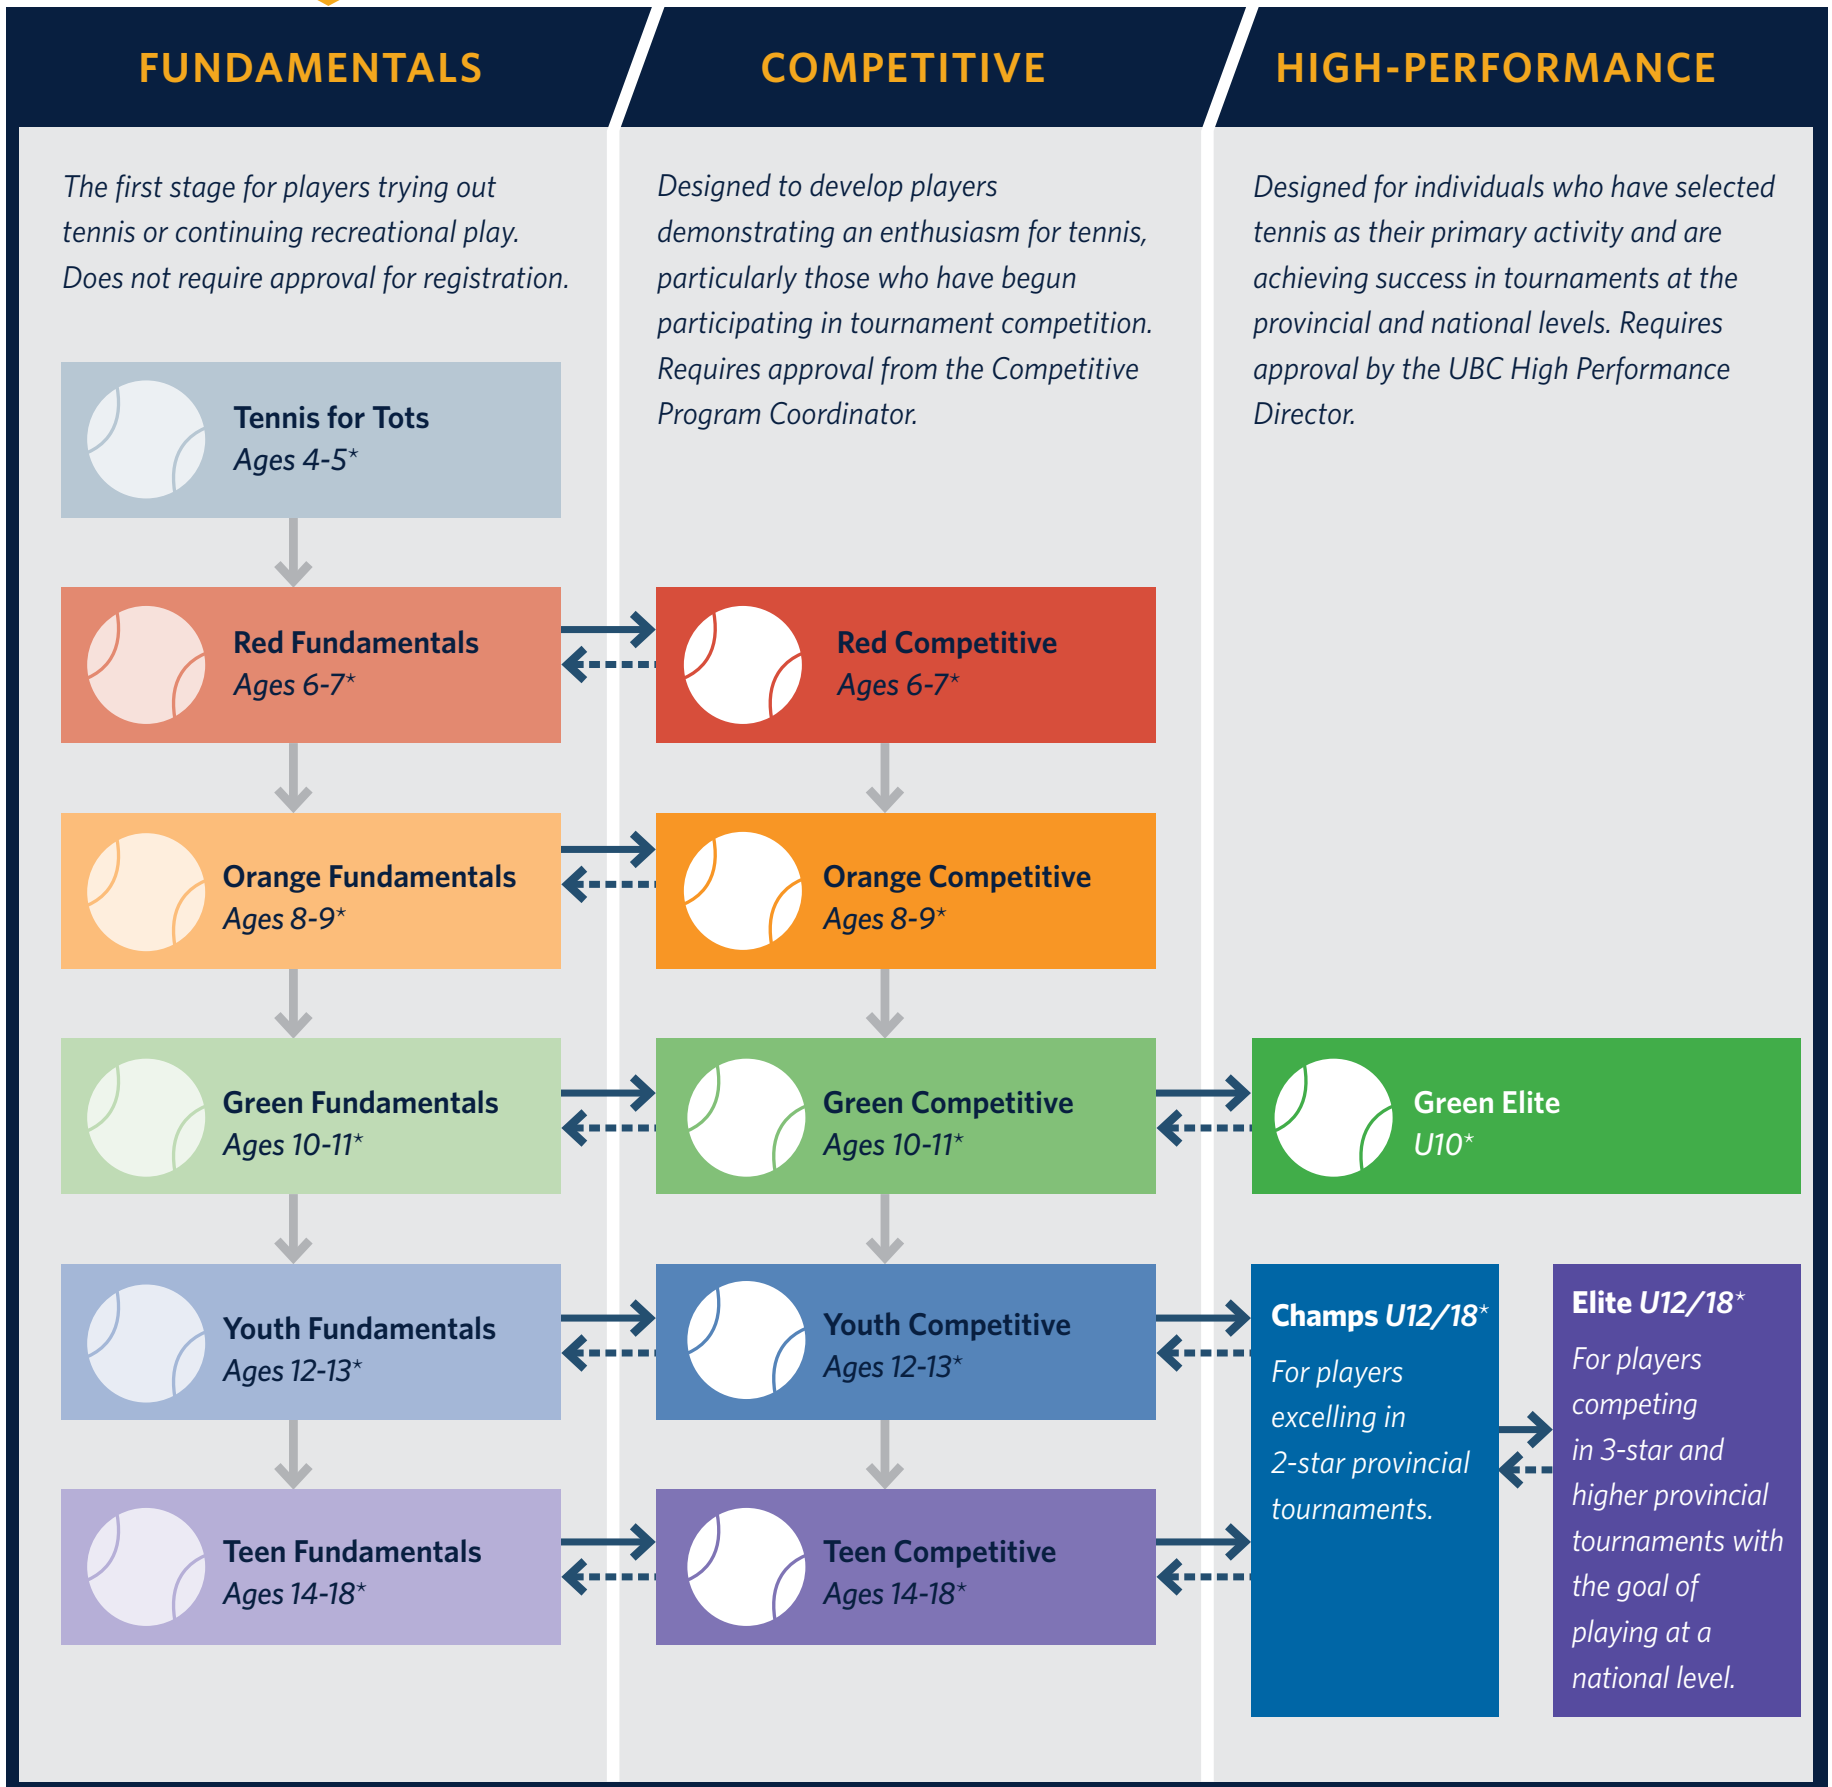 FUNDAMENTALS
COMPETITIVE
HIGH-PERFORMANCE
The first stage for players trying out
tennis or continuing recreational play.
Does not require approval for registration.
Designed to develop players
demonstrating an enthusiasm for tennis,
particularly those who have begun
participating in tournament competition.
Requires approval from the Competitive
Program Coordinator.
Designed for individuals who have selected
tennis as their primary activity and are
achieving success in tournaments at the
provincial and national levels. Requires
approval by the UBC High Performance
Director.
Tennis for Tots
Ages 4-5*
Red Fundamentals
Ages 6-7*
Red Competitive
Ages 6-7*
Orange Fundamentals
Ages 8-9*
Orange Competitive
Ages 8-9*
Green Fundamentals
Ages 10-11*
Green Competitive
Ages 10-11*
Green Elite
U10*
Youth Fundamentals
Ages 12-13*
Youth Competitive
Ages 12-13*
Champs U12/18*
For players
excelling in
2-star provincial
tournaments.
Elite U12/18*
For players
competing
in 3-star and
higher provincial
tournaments with
the goal of
playing at a
national level.
Teen Fundamentals
Ages 14-18*
Teen Competitive
Ages 14-18*